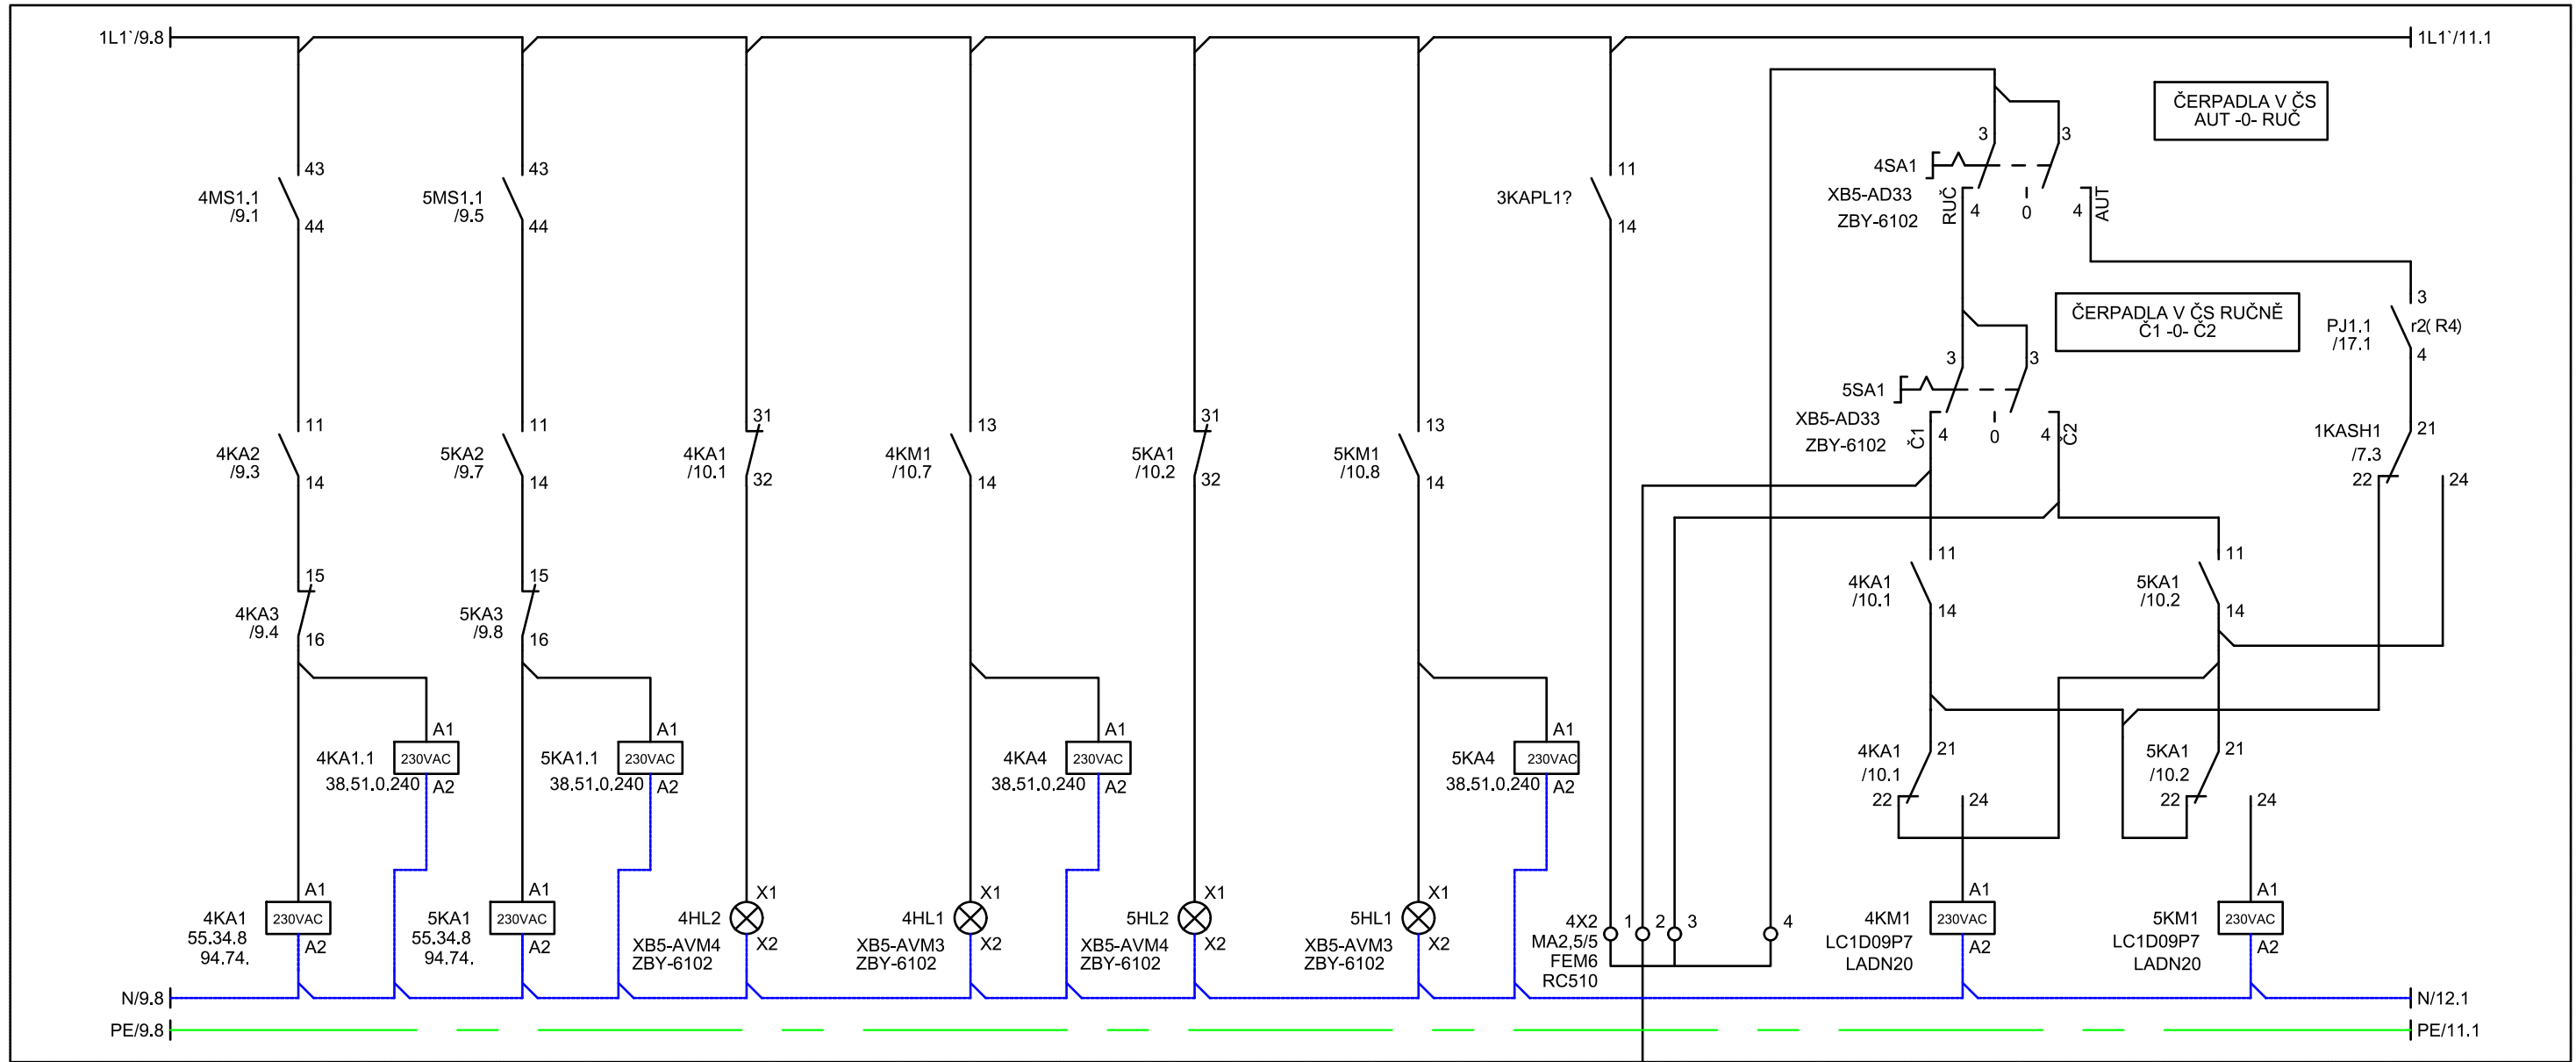 1L1`/9.8
1L1`/11.1
ČERPADLA V ČS
AUT -0- RUČ
3
3
4SA1
XB5-AD33
ZBY-6102
RUČ
4
0
4
AUT
43
4MS1.1
/9.1
44
43
5MS1.1
/9.5
44
11
3KAPL1?
14
ČERPADLA V ČS RUČNĚ
Č1 -0- Č2
3
PJ1.1
r2( R4)
/17.1
4
3
3
5SA1
XB5-AD33
ZBY-6102
Č1
4
0
4
Č2
11
4KA2
/9.3
14
11
5KA2
/9.7
14
31
4KA1
/10.1
32
13
4KM1
/10.7
14
31
5KA1
/10.2
32
13
5KM1
/10.8
14
1KASH1
/7.3
21
22
24
15
4KA3
/9.4
16
15
5KA3
/9.8
16
11
4KA1
/10.1
14
11
5KA1
/10.2
14
A1
4KA1.1
230VAC
38.51.0.240
A2
A1
5KA1.1
230VAC
38.51.0.240
A2
A1
4KA4
230VAC
38.51.0.240
A2
A1
5KA4
230VAC
38.51.0.240
A2
4KA1
/10.1
21
22
24
5KA1
/10.2
21
22
24
A1
4KA1
230VAC
55.34.8
94.74.
A2
A1
5KA1
230VAC
55.34.8
94.74.
A2
X1
4HL2
X2
XB5-AVM4
ZBY-6102
X1
4HL1
X2
XB5-AVM3
ZBY-6102
X1
5HL2
X2
XB5-AVM4
ZBY-6102
X1
5HL1
X2
XB5-AVM3
ZBY-6102
4X2
1
2
3
4
MA2,5/5
FEM6
RC510
A1
4KM1
230VAC
LC1D09P7
A2
LADN20
A1
5KM1
230VAC
LC1D09P7
A2
LADN20
N/9.8
N/12.1
PE/9.8
PE/11.1